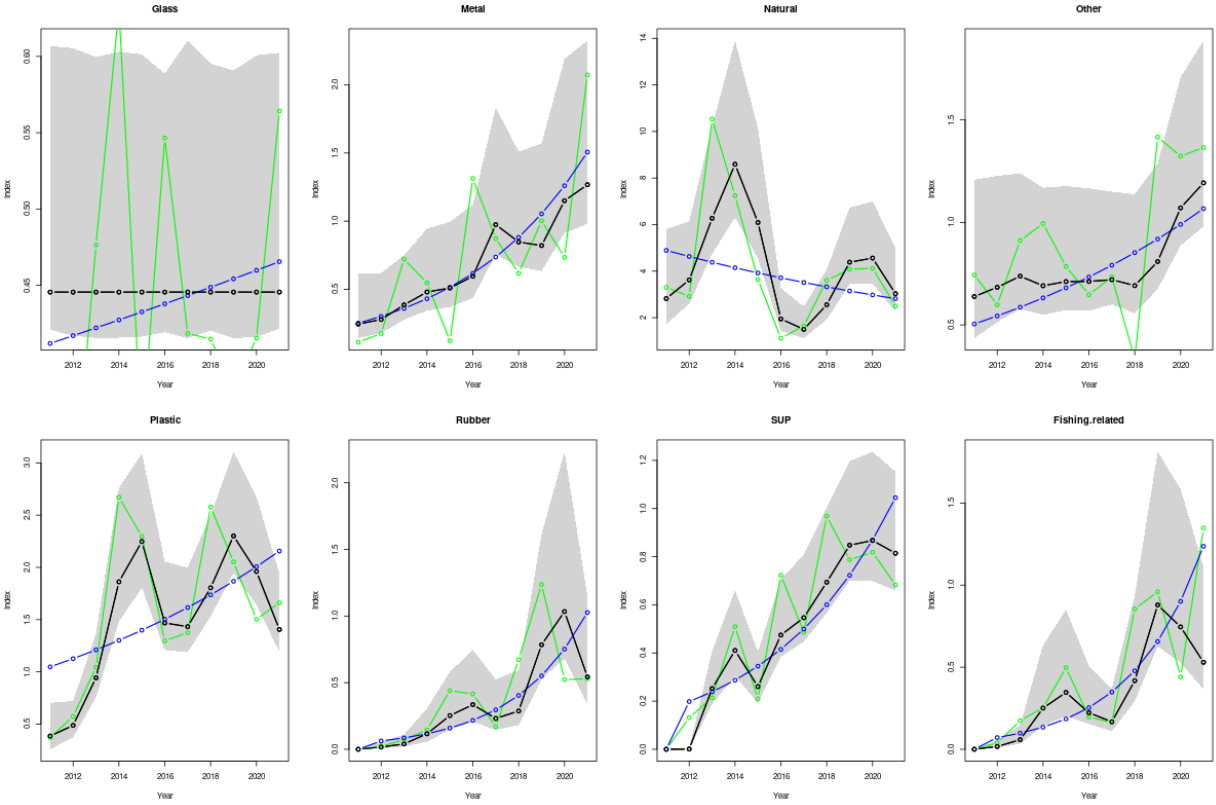 Glass
Index
0.60
0.55
0.50
0.45
2012 2014 2016 2018 2020
Year
Metal
Index
2.0
1.5
1.0
0.5
2012 2014 2016 2018 2020
Year
Natural
Index
14
12
10
8
6
4
2
2012 2014 2016 2018 2020
Year
Other
Index
1.5
1.0
0.5
2012 2014 2016 2018 2020
Year
Plastic
Index
3.0
2.5
2.0
1.5
1.0
0.5
2012 2014 2016 2018 2020
Year
Rubber
Index
2.0
1.5
1.0
0.5
0.0
2012 2014 2016 2018 2020
Year
SUP
Index
1.2
1.0
0.8
0.6
0.4
0.2
0.0
2012 2014 2016 2018 2020
Year
Fishing.related
Index
1.5
1.0
0.5
0.0
2012 2014 2016 2018 2020
Year